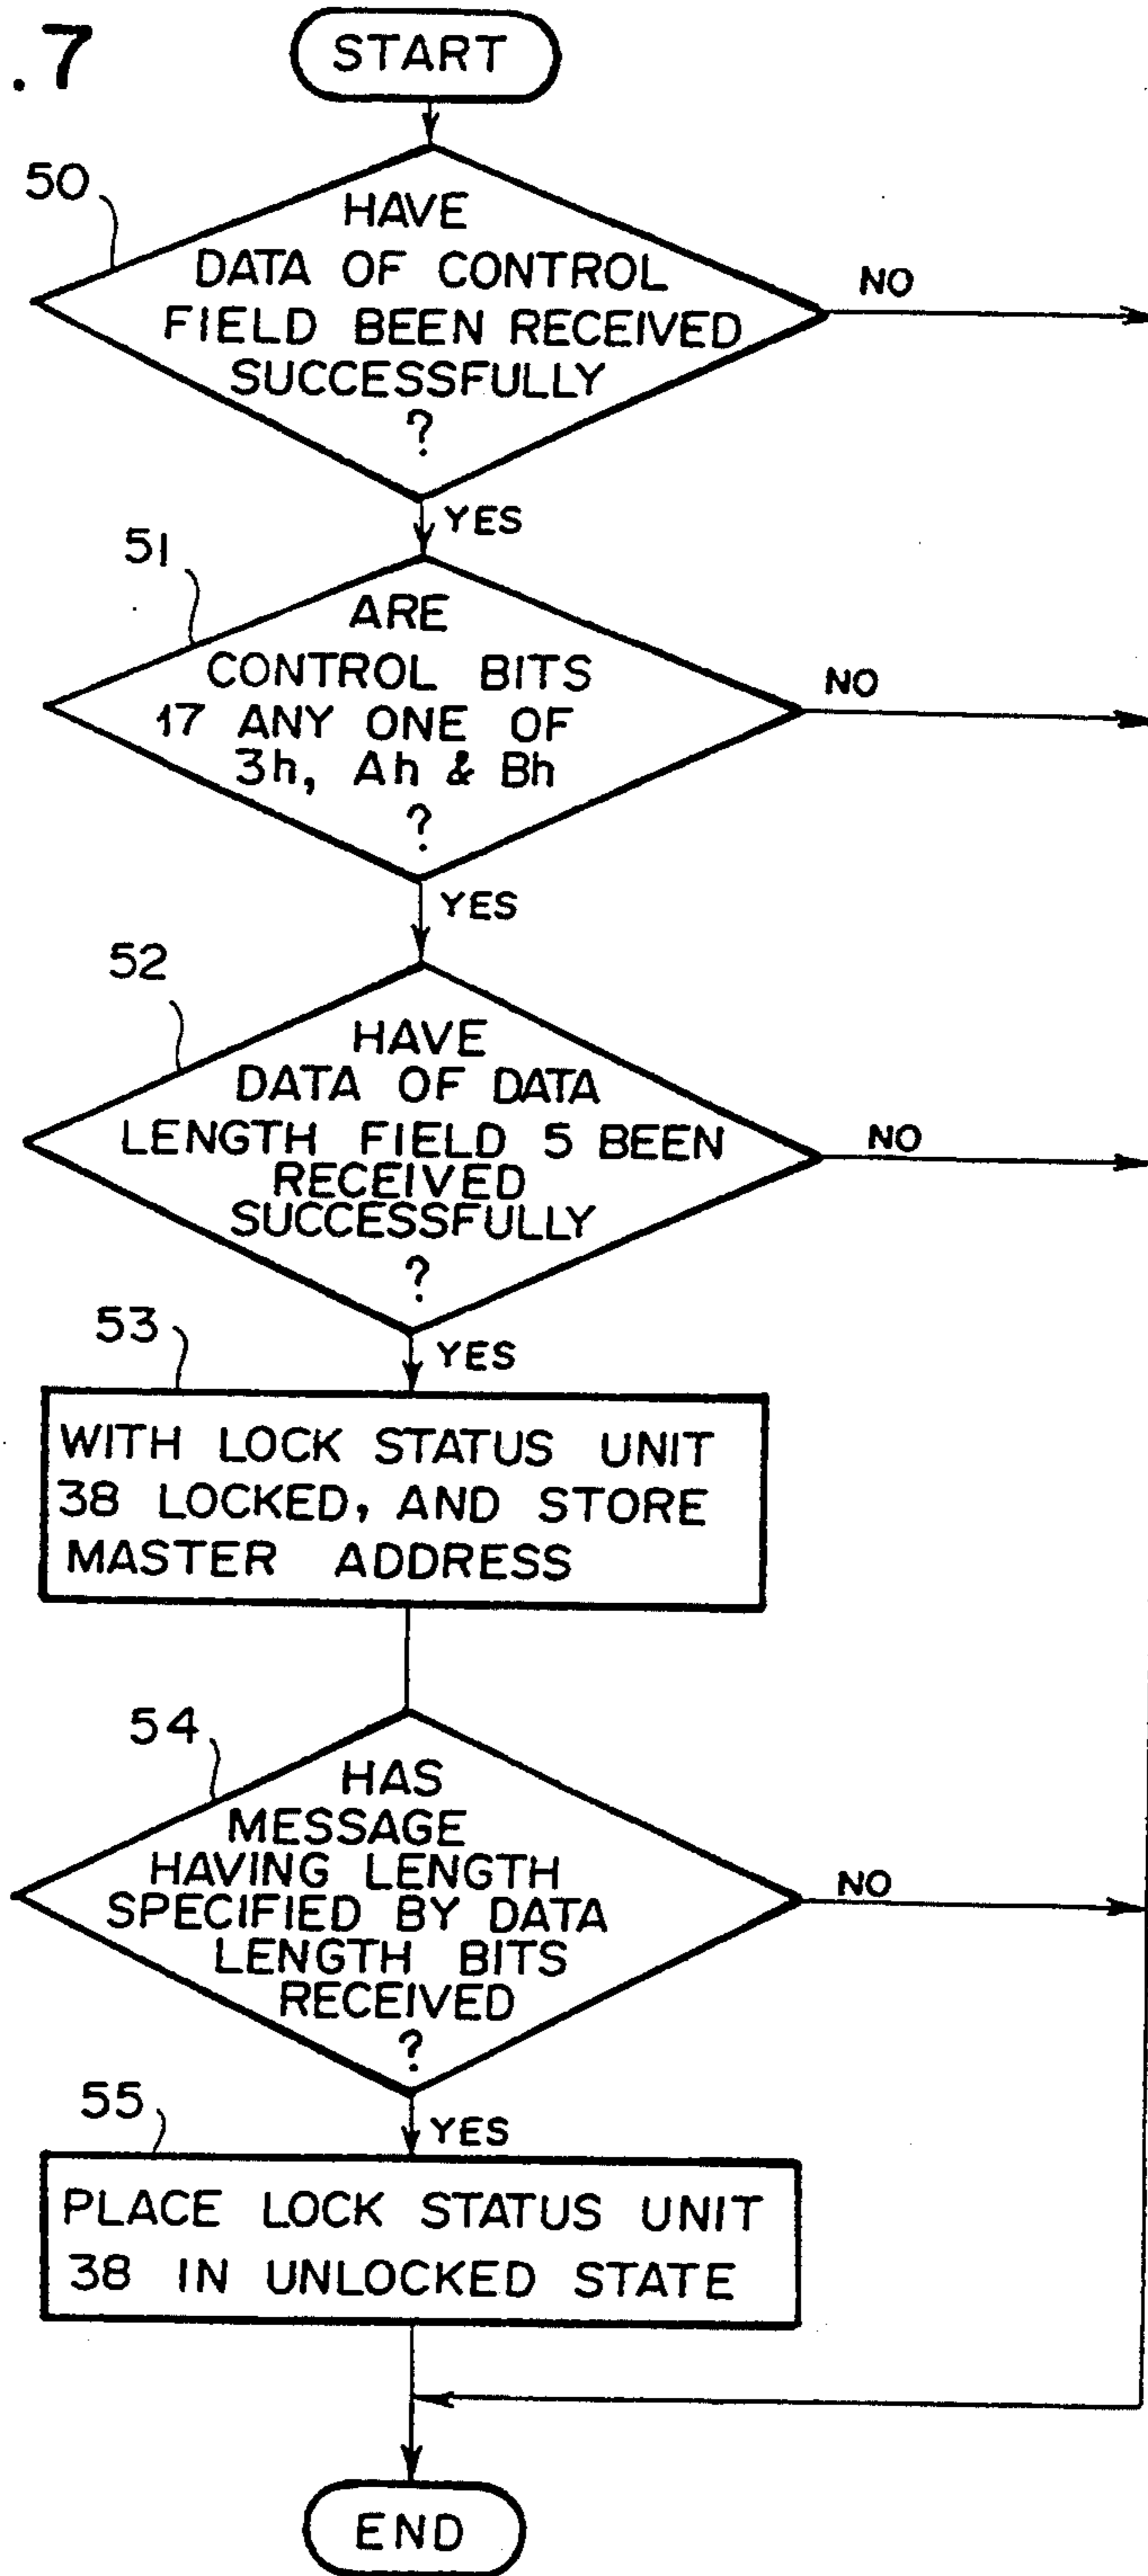 .7
START
50
HAVE
DATA OF CONTROL
FIELD BEEN RECEIVED
SUCCESSFULLY
?
NO
YES
51
ARE
CONTROL BITS
17 ANY ONE OF
3h, Ah & Bh
?
NO
YES
52
HAVE
DATA OF DATA
LENGTH FIELD 5 BEEN
RECEIVED
SUCCESSFULLY
?
NO
YES
53
WITH LOCK STATUS UNIT
38 LOCKED, AND STORE
MASTER ADDRESS
54
HAS
MESSAGE
HAVING LENGTH
SPECIFIED BY DATA
LENGTH BITS
RECEIVED
?
NO
YES
55
PLACE LOCK STATUS UNIT
38 IN UNLOCKED STATE
END